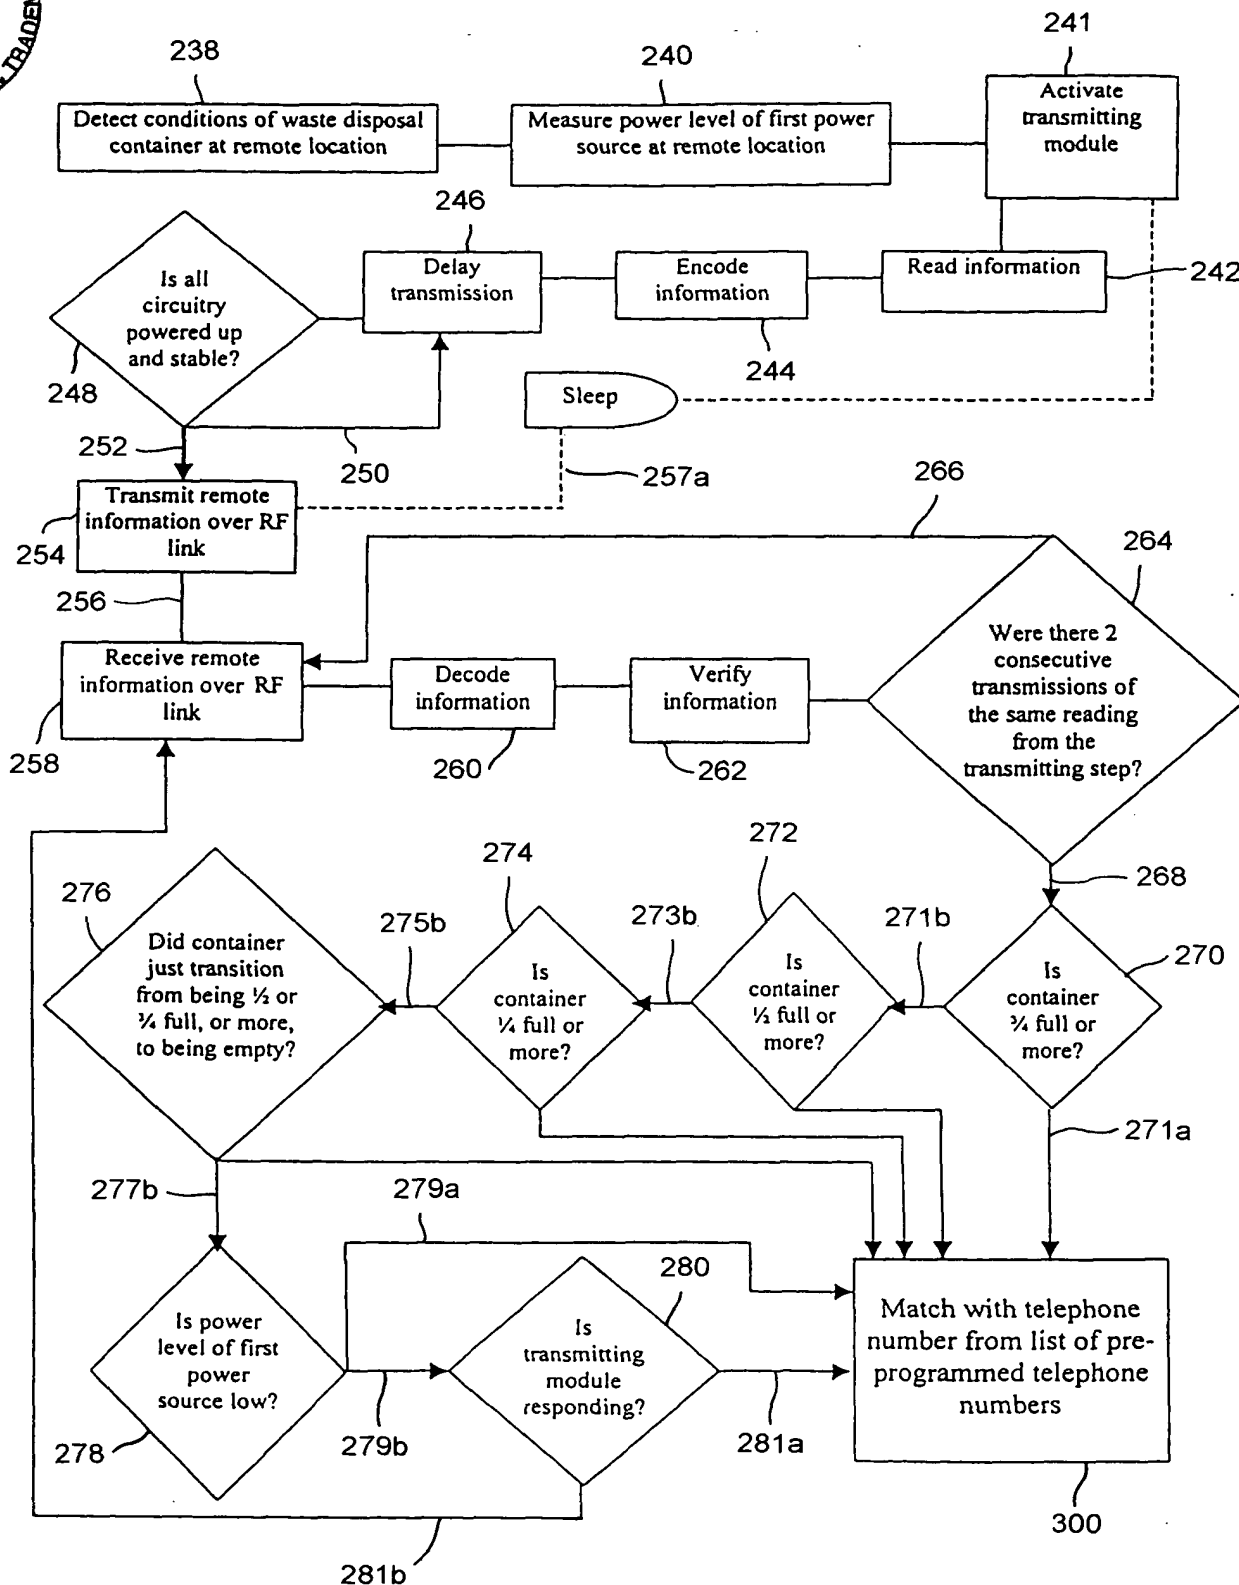 TRADEM
238
240
241
Detect conditions of waste disposal
container at remote location
Measure power level of first power
source at remote location
Activate
transmitting
module
246
Is all
circuitry
powered up
and stable?
Delay
transmission
Encode
information
Read information
242
248
244
Sleep
252
250
257a
266
Transmit remote
information over RF
link
254
264
256
Receive remote
information over RF
link
Decode
information
Verify
information
Were there 2
consecutive
transmissions of
the same reading
from the
transmitting step?
258
260
262
274
272
268
276
275b
273b
271b
270
Did container
just transition
from being ½ or
¾ full, or more,
to being empty?
Is
container
¼ full or
more?
Is
container
½ full or
more?
Is
container
¾ full or
more?
271a
277b
279a
280
Is power
level of first
power
source low?
Is
transmitting
module
responding?
Match with telephone
number from list of pre-
programmed telephone
numbers
278
279b
281a
300
281b